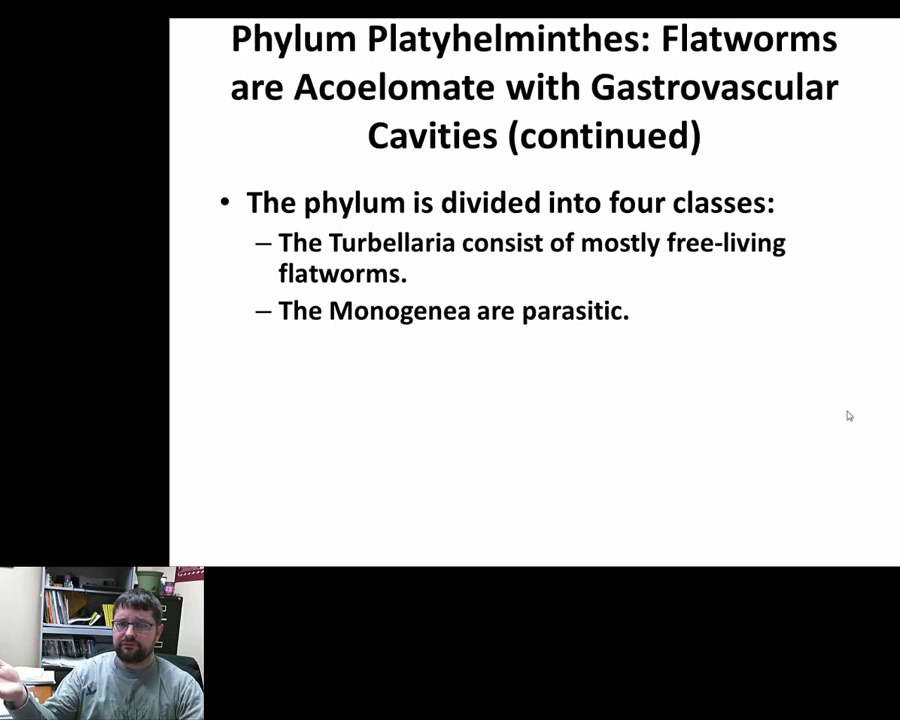 Phylum Platyhelminthes: Flatworms
are Acoelomate with Gastrovascular
Cavities (continued)
• The phylum is divided into four classes:
– The Turbellaria consist of mostly free-living
flatworms.
– The Monogenea are parasitic.